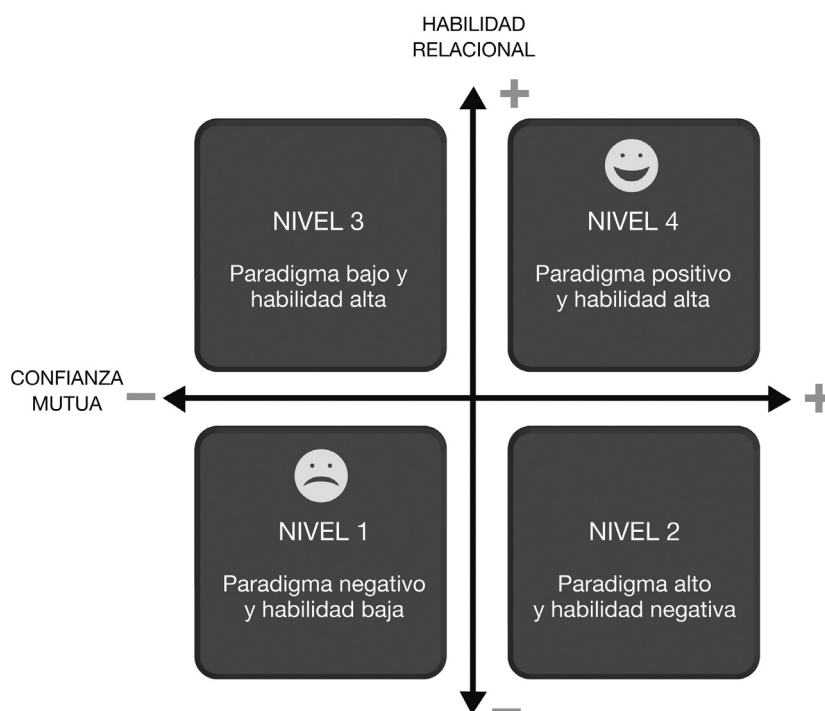 HABILIDAD
RELACIONAL
+
NIVEL 3
Paradigma bajo y
habilidad alta
NIVEL 4
Paradigma positivo
y habilidad alta
CONFIANZA
MUTUA
−
+
NIVEL 1
Paradigma negativo
y habilidad baja
NIVEL 2
Paradigma alto
y habilidad negativa
−